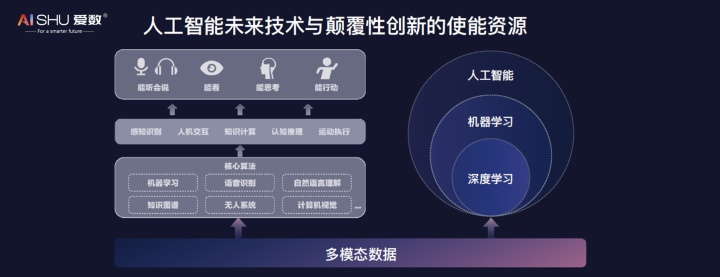 AISHU 爱数®
For a smarter future
人工智能未来技术与颠覆性创新的使能资源
能听会说 能看 能思考 能行动
感知识别 人机交互 知识计算 认知推理 运动执行
核心算法
机器学习 语音识别 自然语言理解
知识图谱 无人系统 计算机视觉 ...
人工智能
机器学习
深度学习
多模态数据